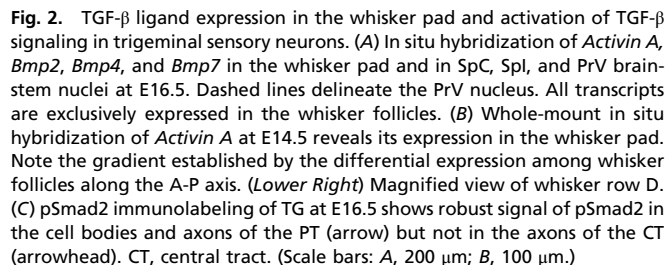 Fig. 2. TGF-β ligand expression in the whisker pad and activation of TGF-β
signaling in trigeminal sensory neurons. (A) In situ hybridization of Activin A,
Bmp2, Bmp4, and Bmp7 in the whisker pad and in SpC, SpI, and PrV brain-
stem nuclei at E16.5. Dashed lines delineate the PrV nucleus. All transcripts
are exclusively expressed in the whisker follicles. (B) Whole-mount in situ
hybridization of Activin A at E14.5 reveals its expression in the whisker pad.
Note the gradient established by the differential expression among whisker
follicles along the A-P axis. (Lower Right) Magnified view of whisker row D.
(C) pSmad2 immunolabeling of TG at E16.5 shows robust signal of pSmad2 in
the cell bodies and axons of the PT (arrow) but not in the axons of the CT
(arrowhead). CT, central tract. (Scale bars: A, 200 μm; B, 100 μm.)